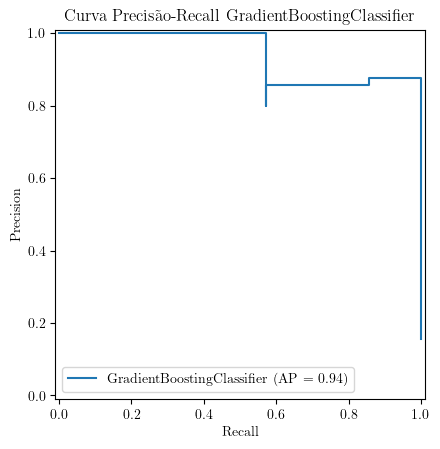 Curva Precisão-Recall GradientBoostingClassifier
1.0
0.8
0.6
0.4
0.2
0.0
Precision
GradientBoostingClassifier (AP = 0.94)
0.0 0.2 0.4 0.6 0.8 1.0
Recall